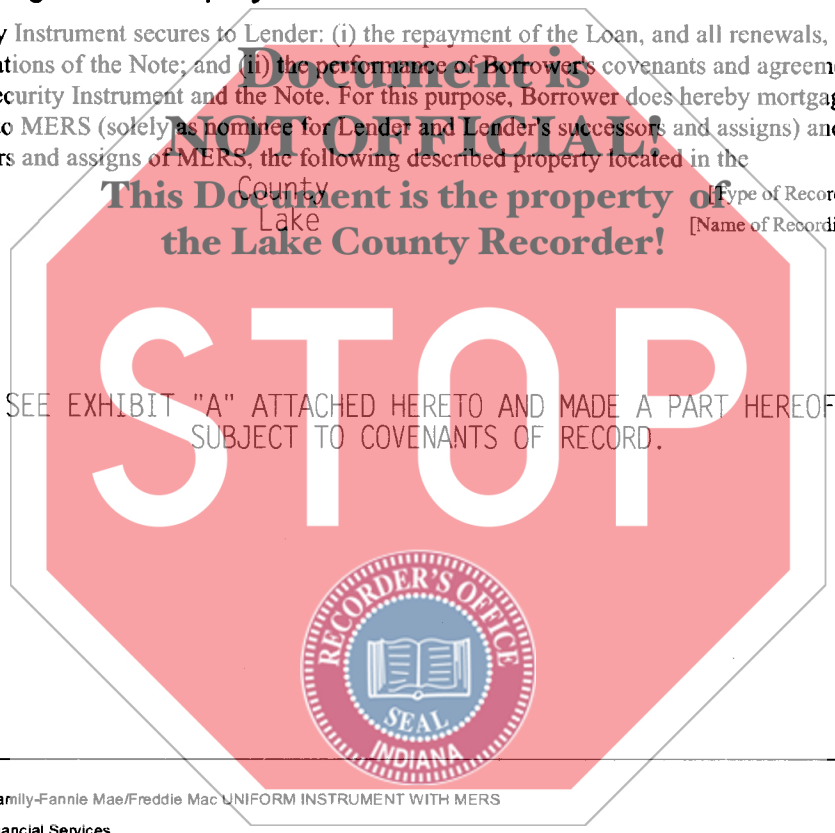 y Instrument secures to Lender: (i) the repayment of the Loan, and all renewals,
ations of the Note; and (ii) the performance of Borrower's covenants and agreem
ecurity Instrument and the Note. For this purpose, Borrower does hereby mortgag
o MERS (solely as nominee for Lender and Lender's successors and assigns) and
rs and assigns of MERS, the following described property located in the
County [Type of Record
Lake [Name of Recordi
Document is
NOT OFFICIAL!
This Document is the property of
the Lake County Recorder!
STOP
SEE EXHIBIT "A" ATTACHED HERETO AND MADE A PART HEREOF
SUBJECT TO COVENANTS OF RECORD.
RECORDER'S OFFICE
SEAL
INDIANA
amily-Fannie Mae/Freddie Mac UNIFORM INSTRUMENT WITH MERS
ancial Services